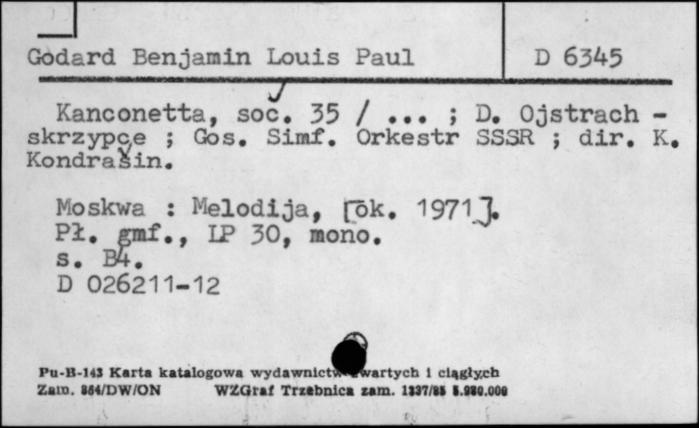 Godard Benjamin Louis Paul D 6345
Kanconetta, soč. 35 / ... ; D. Ojstrach -
skrzypce ; Gos. Simf. Orkestr SSSR ; dir. K.
Kondrašin.
Moskwa : Melodija, [ok. 1971].
Pł. gmf., LP 30, mono.
s. B4.
D 026211-12
Pu-B-143 Karta katalogowa wydawnictw zwartych i ciągłych
Zam. 864/DW/ON WZGraf Trzebnica zam. 1337/85 5.980.000